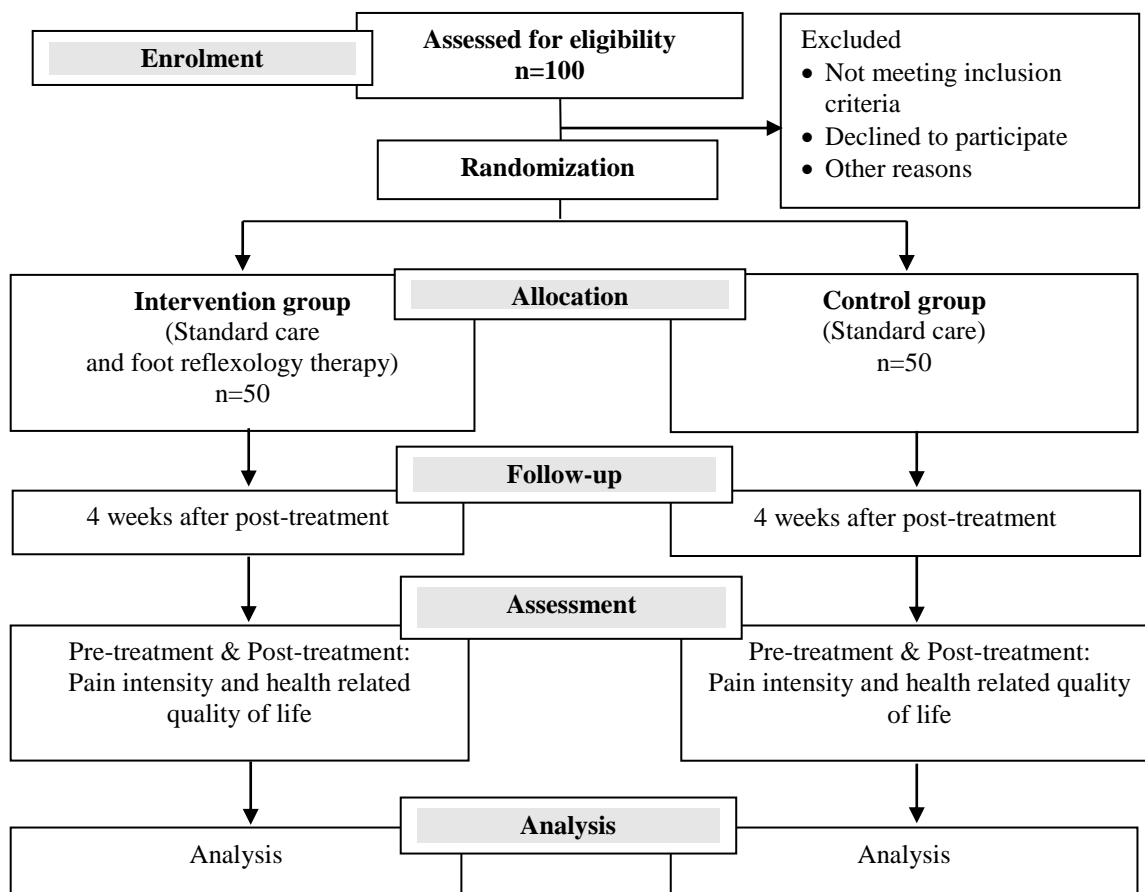 Enrolment
Assessed for eligibility
n=100
Excluded
• Not meeting inclusion
criteria
• Declined to participate
• Other reasons
Randomization
Allocation
Intervention group
(Standard care
and foot reflexology therapy)
n=50
Control group
(Standard care)
n=50
Follow-up
4 weeks after post-treatment
4 weeks after post-treatment
Assessment
Pre-treatment & Post-treatment:
Pain intensity and health related
quality of life
Pre-treatment & Post-treatment:
Pain intensity and health related quality
of life
Analysis
Analysis
Analysis